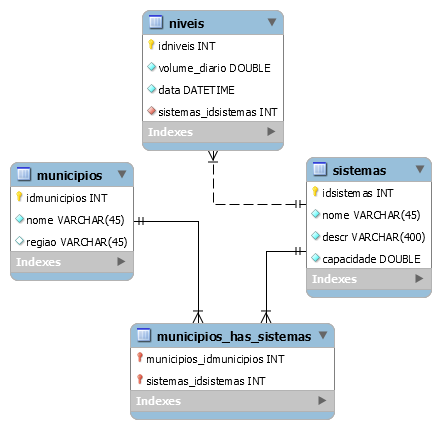 niveis
idniveis INT
volume_diario DOUBLE
data DATETIME
sistemas_idsistemas INT
Indexes
municipios
idmunicipios INT
nome VARCHAR(45)
regiao VARCHAR(45)
Indexes
sistemas
idsistemas INT
nome VARCHAR(45)
descr VARCHAR(400)
capacidade DOUBLE
Indexes
municipios_has_sistemas
municipios_idmunicipios INT
sistemas_idsistemas INT
Indexes